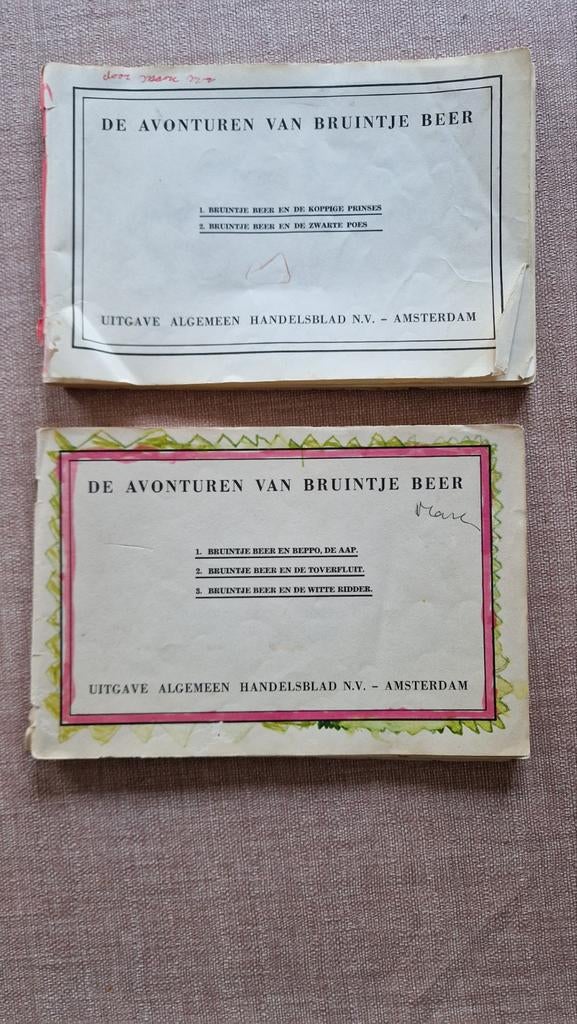 door
DE AVONTUREN VAN BRUINTJE BEER
1. BRUINTJE BEER EN DE KOPPIGE PRINSES
2. BRUINTJE BEER EN DE ZWARTE POES
UITGAVE ALGEMEEN HANDELSBLAD N.V. – AMSTERDAM
DE AVONTUREN VAN BRUINTJE BEER
1. BRUINTJE BEER EN BEPPO, DE AAP.
2. BRUINTJE BEER EN DE TOVERFLUIT.
3. BRUINTJE BEER EN DE WITTE RIDDER.
UITGAVE ALGEMEEN HANDELSBLAD N.V. – AMSTERDAM